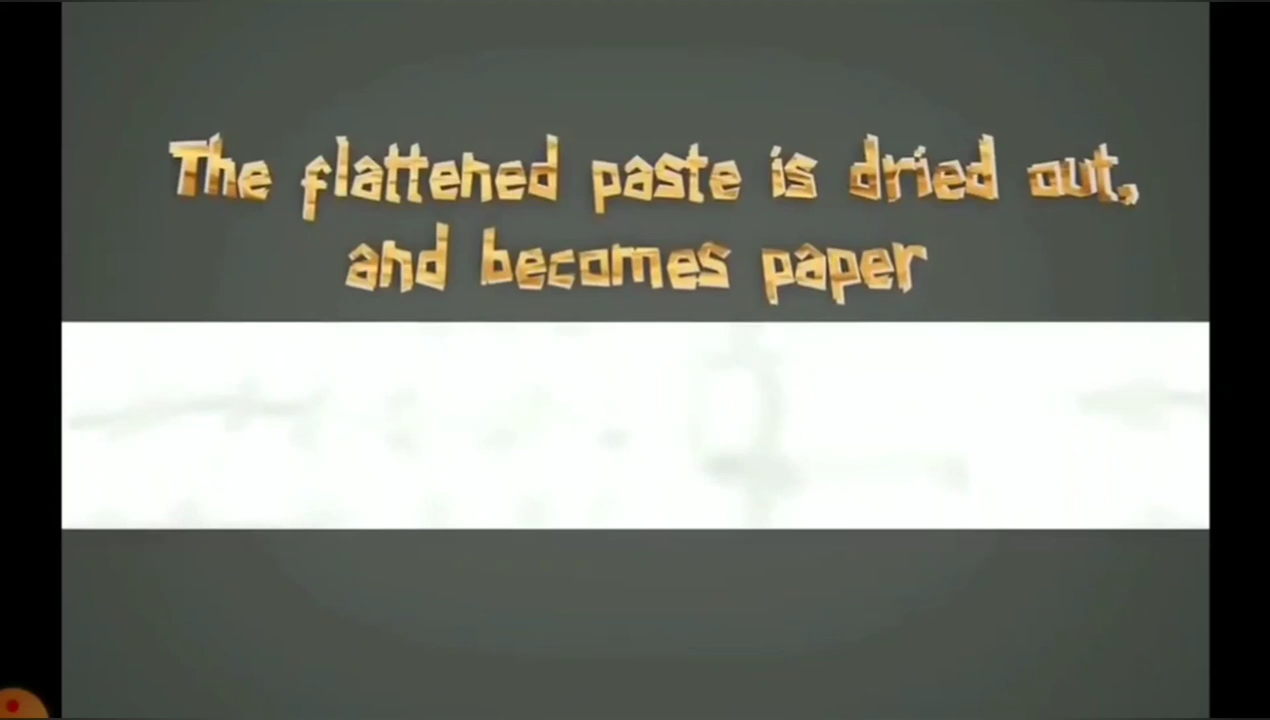 The flattened paste is dried out,
and becomes paper